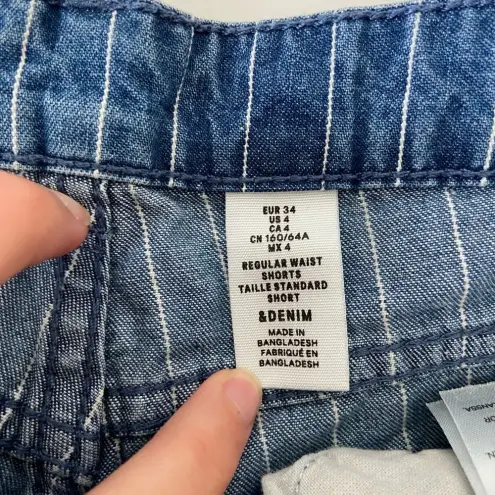 EUR 34
US 4
CA 4
CN 160/64A
MX 4
REGULAR WAIST
SHORTS
TAILLE STANDARD
SHORT
&DENIM
MADE IN
BANGLADESH
FABRIQUÉ EN
BANGLADESH